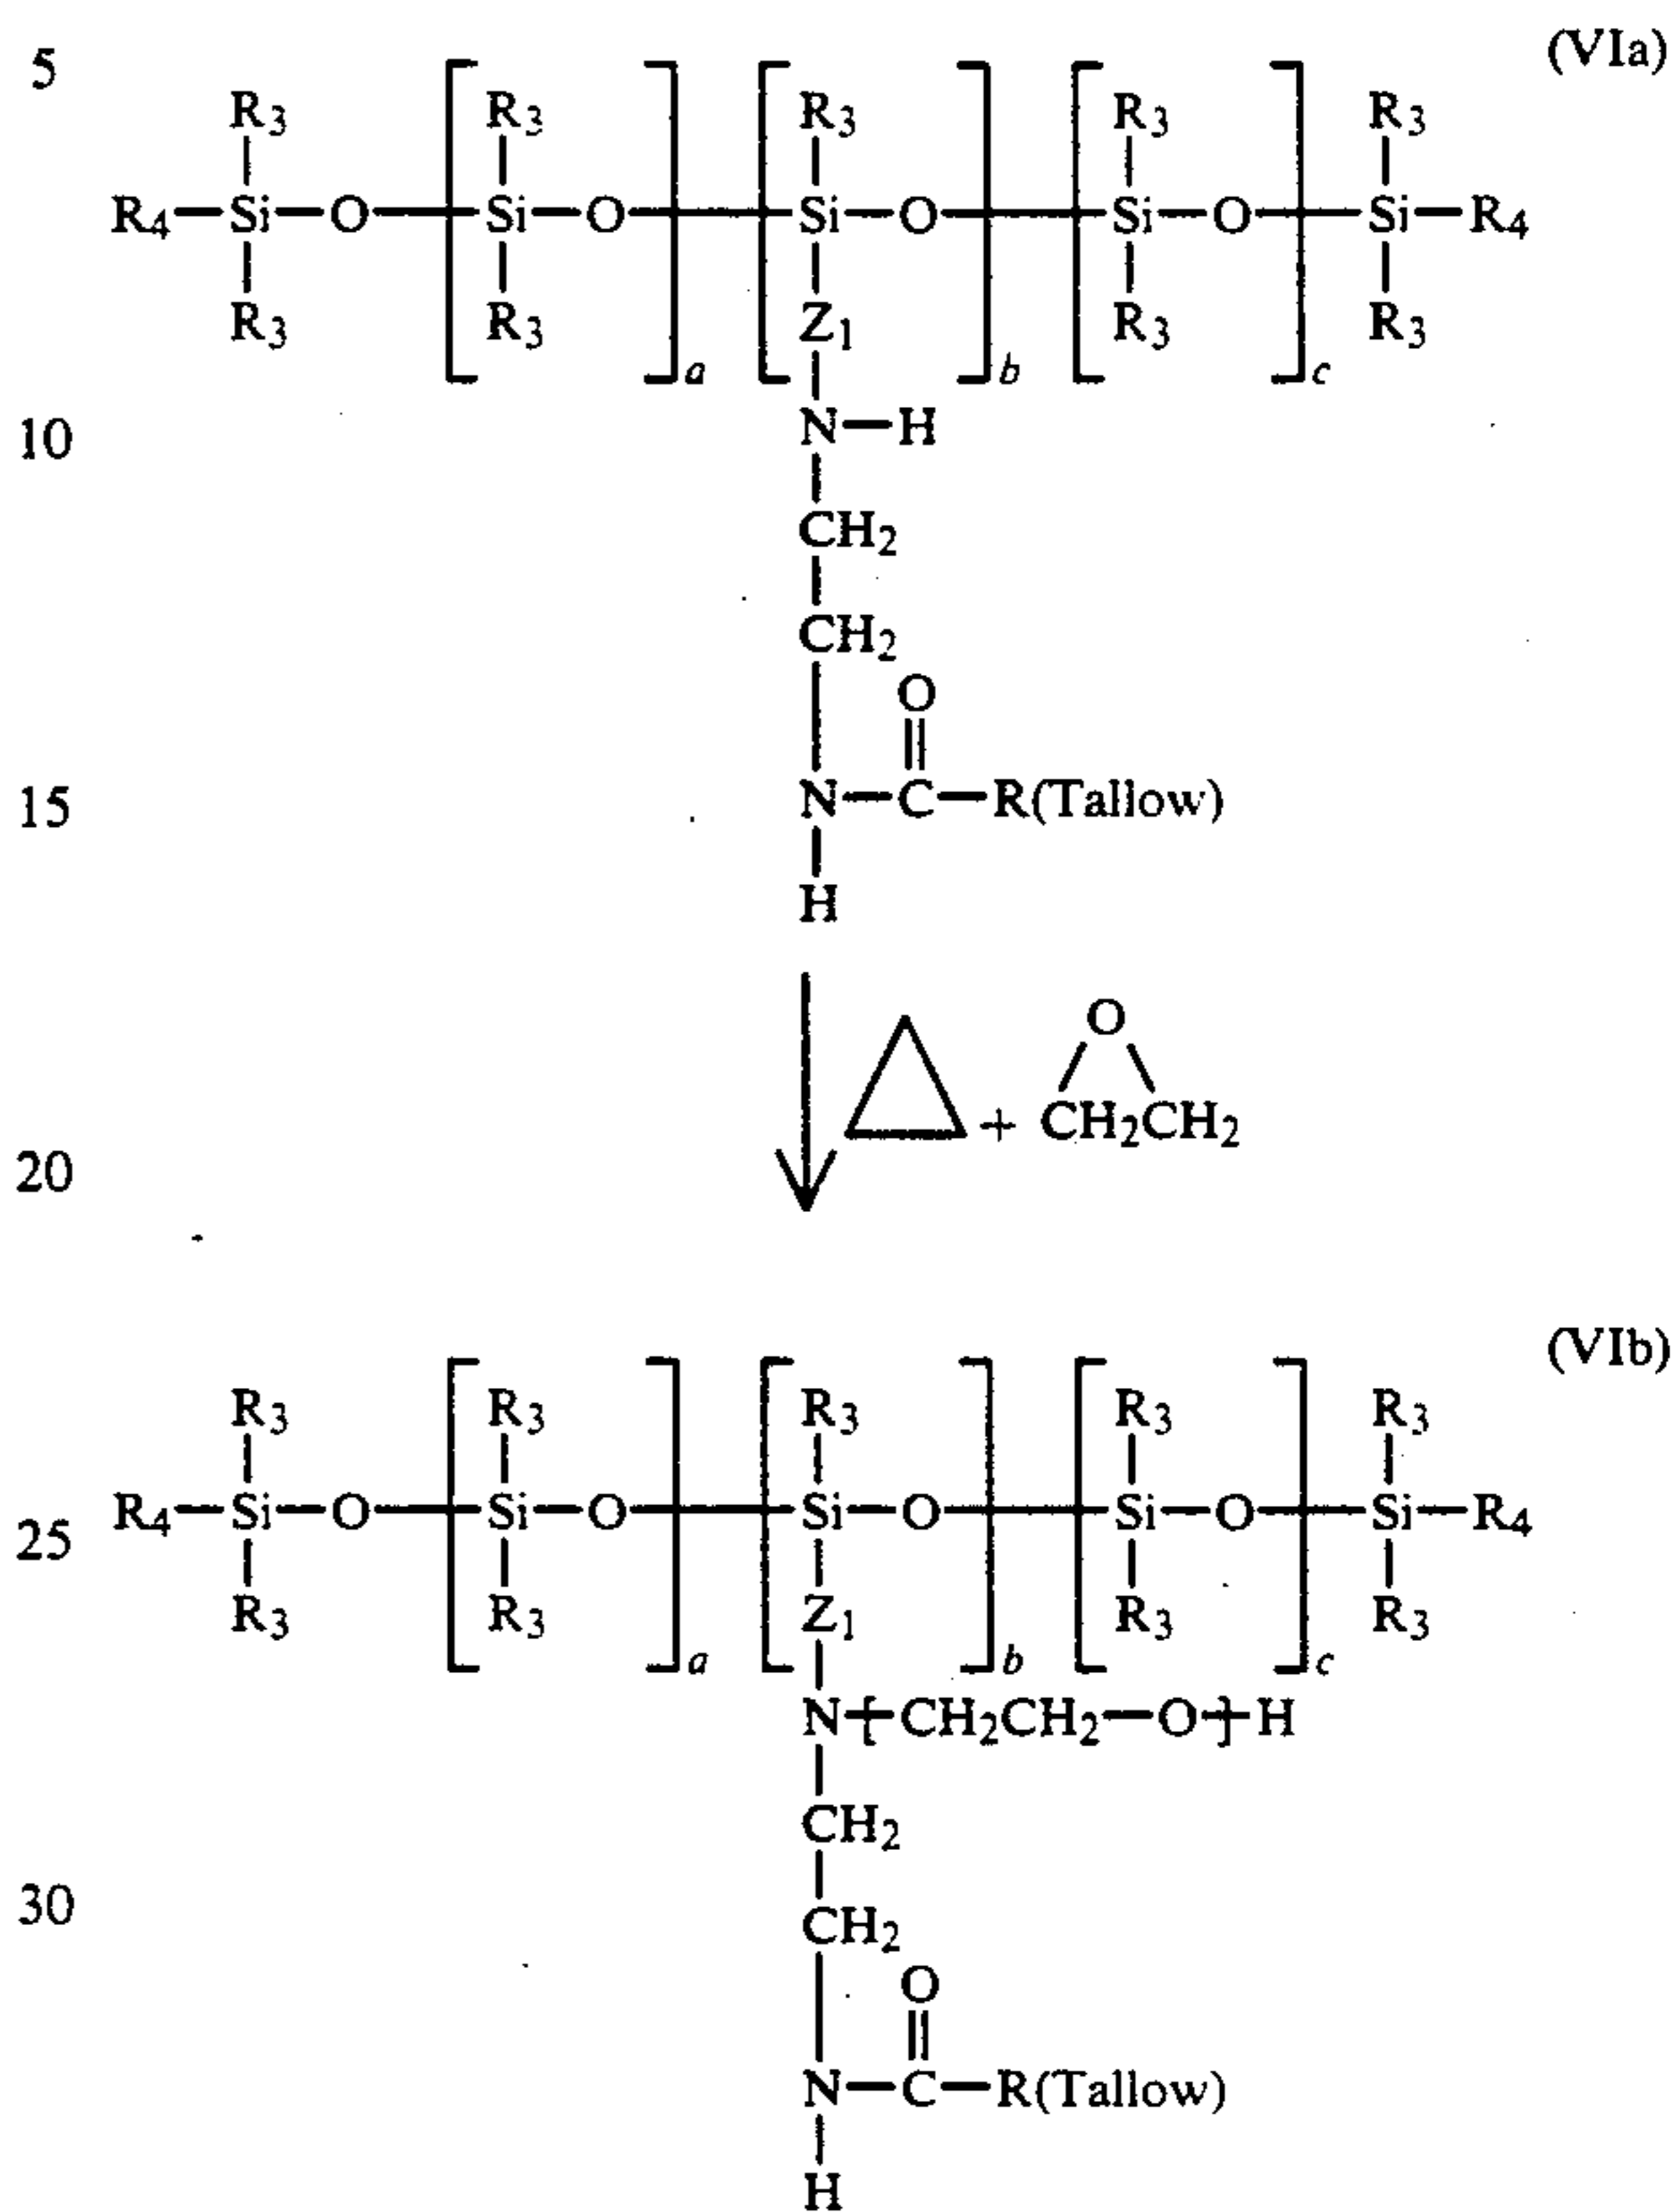 5 (VIa)
R3 R3 R3 R3 R3
R4—Si—O—[Si—O]—[Si—O]—[Si—O]—Si—R4
R3 R3 Z1 R3 R3
a b c
10 N—H
CH2
CH2
O
15 N—C—R(Tallow)
H
O
+ CH2CH2
20
(VIb)
R3 R3 R3 R3 R3
25 R4—Si—O—[Si—O]—[Si—O]—[Si—O]—Si—R4
R3 R3 Z1 R3 R3
a b c
N—[CH2CH2—O]—H
CH2
30
CH2
O
N—C—R(Tallow)
H